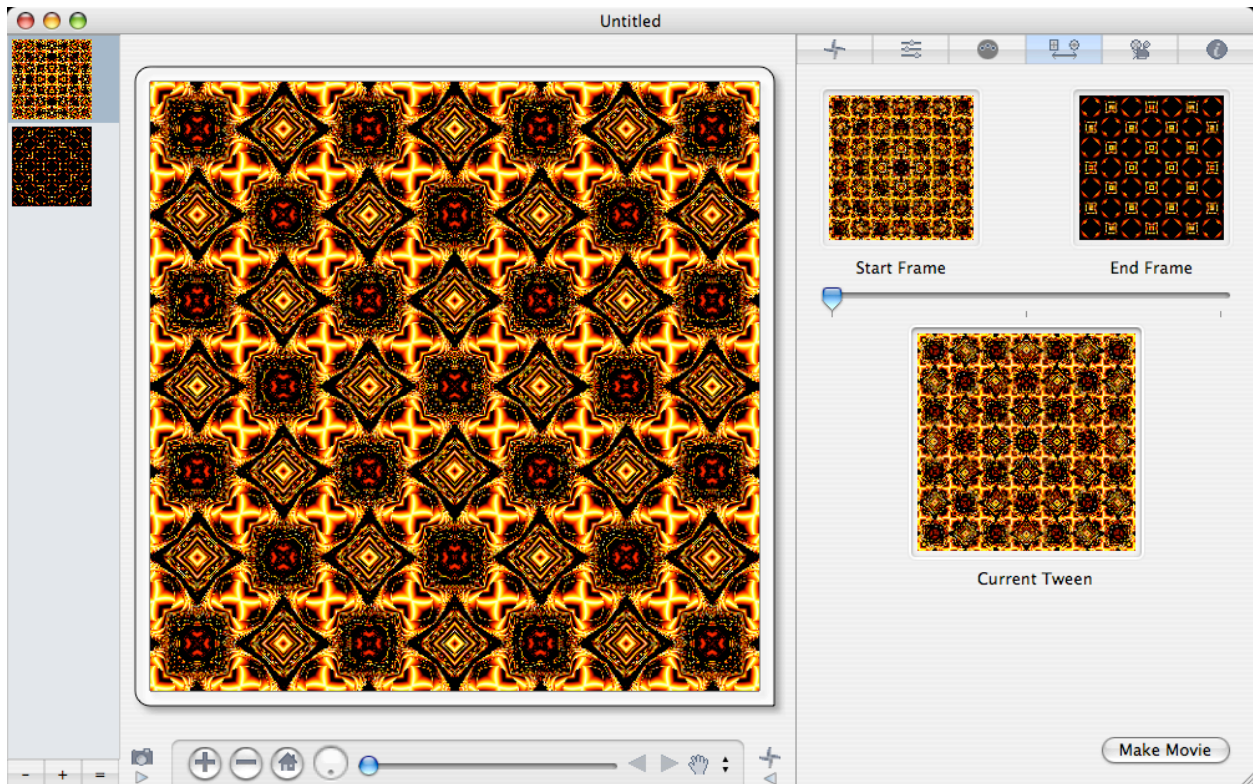 Untitled
Start Frame
End Frame
Current Tween
Make Movie
- + =